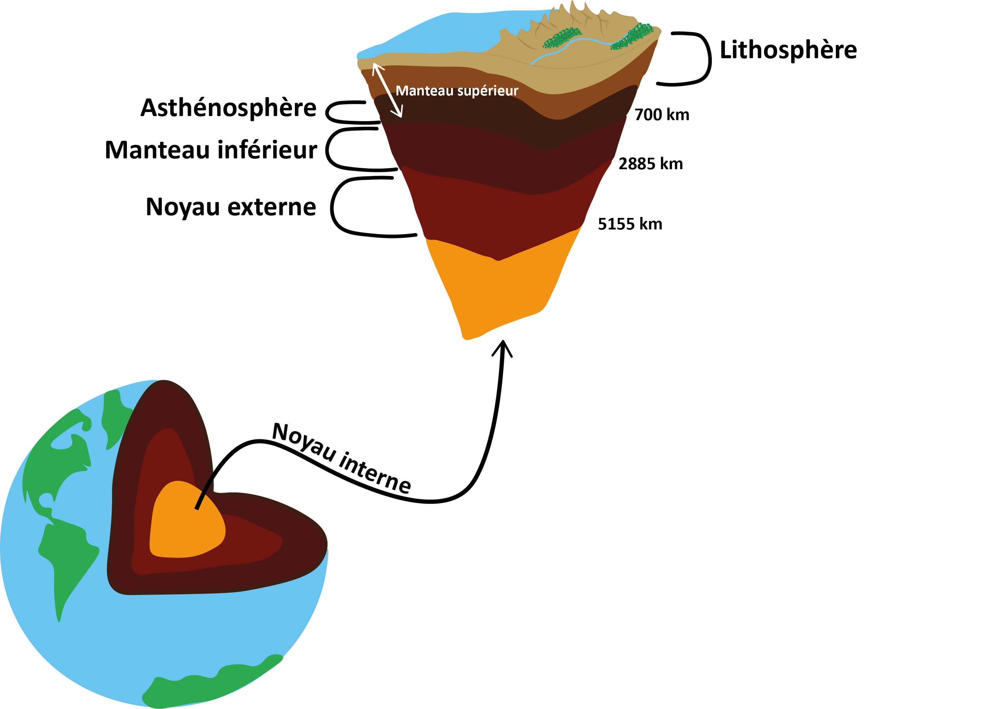 Lithosphère
Manteau supérieur
Asthénosphère
700 km
Manteau inférieur
2885 km
Noyau externe
5155 km
Noyau interne